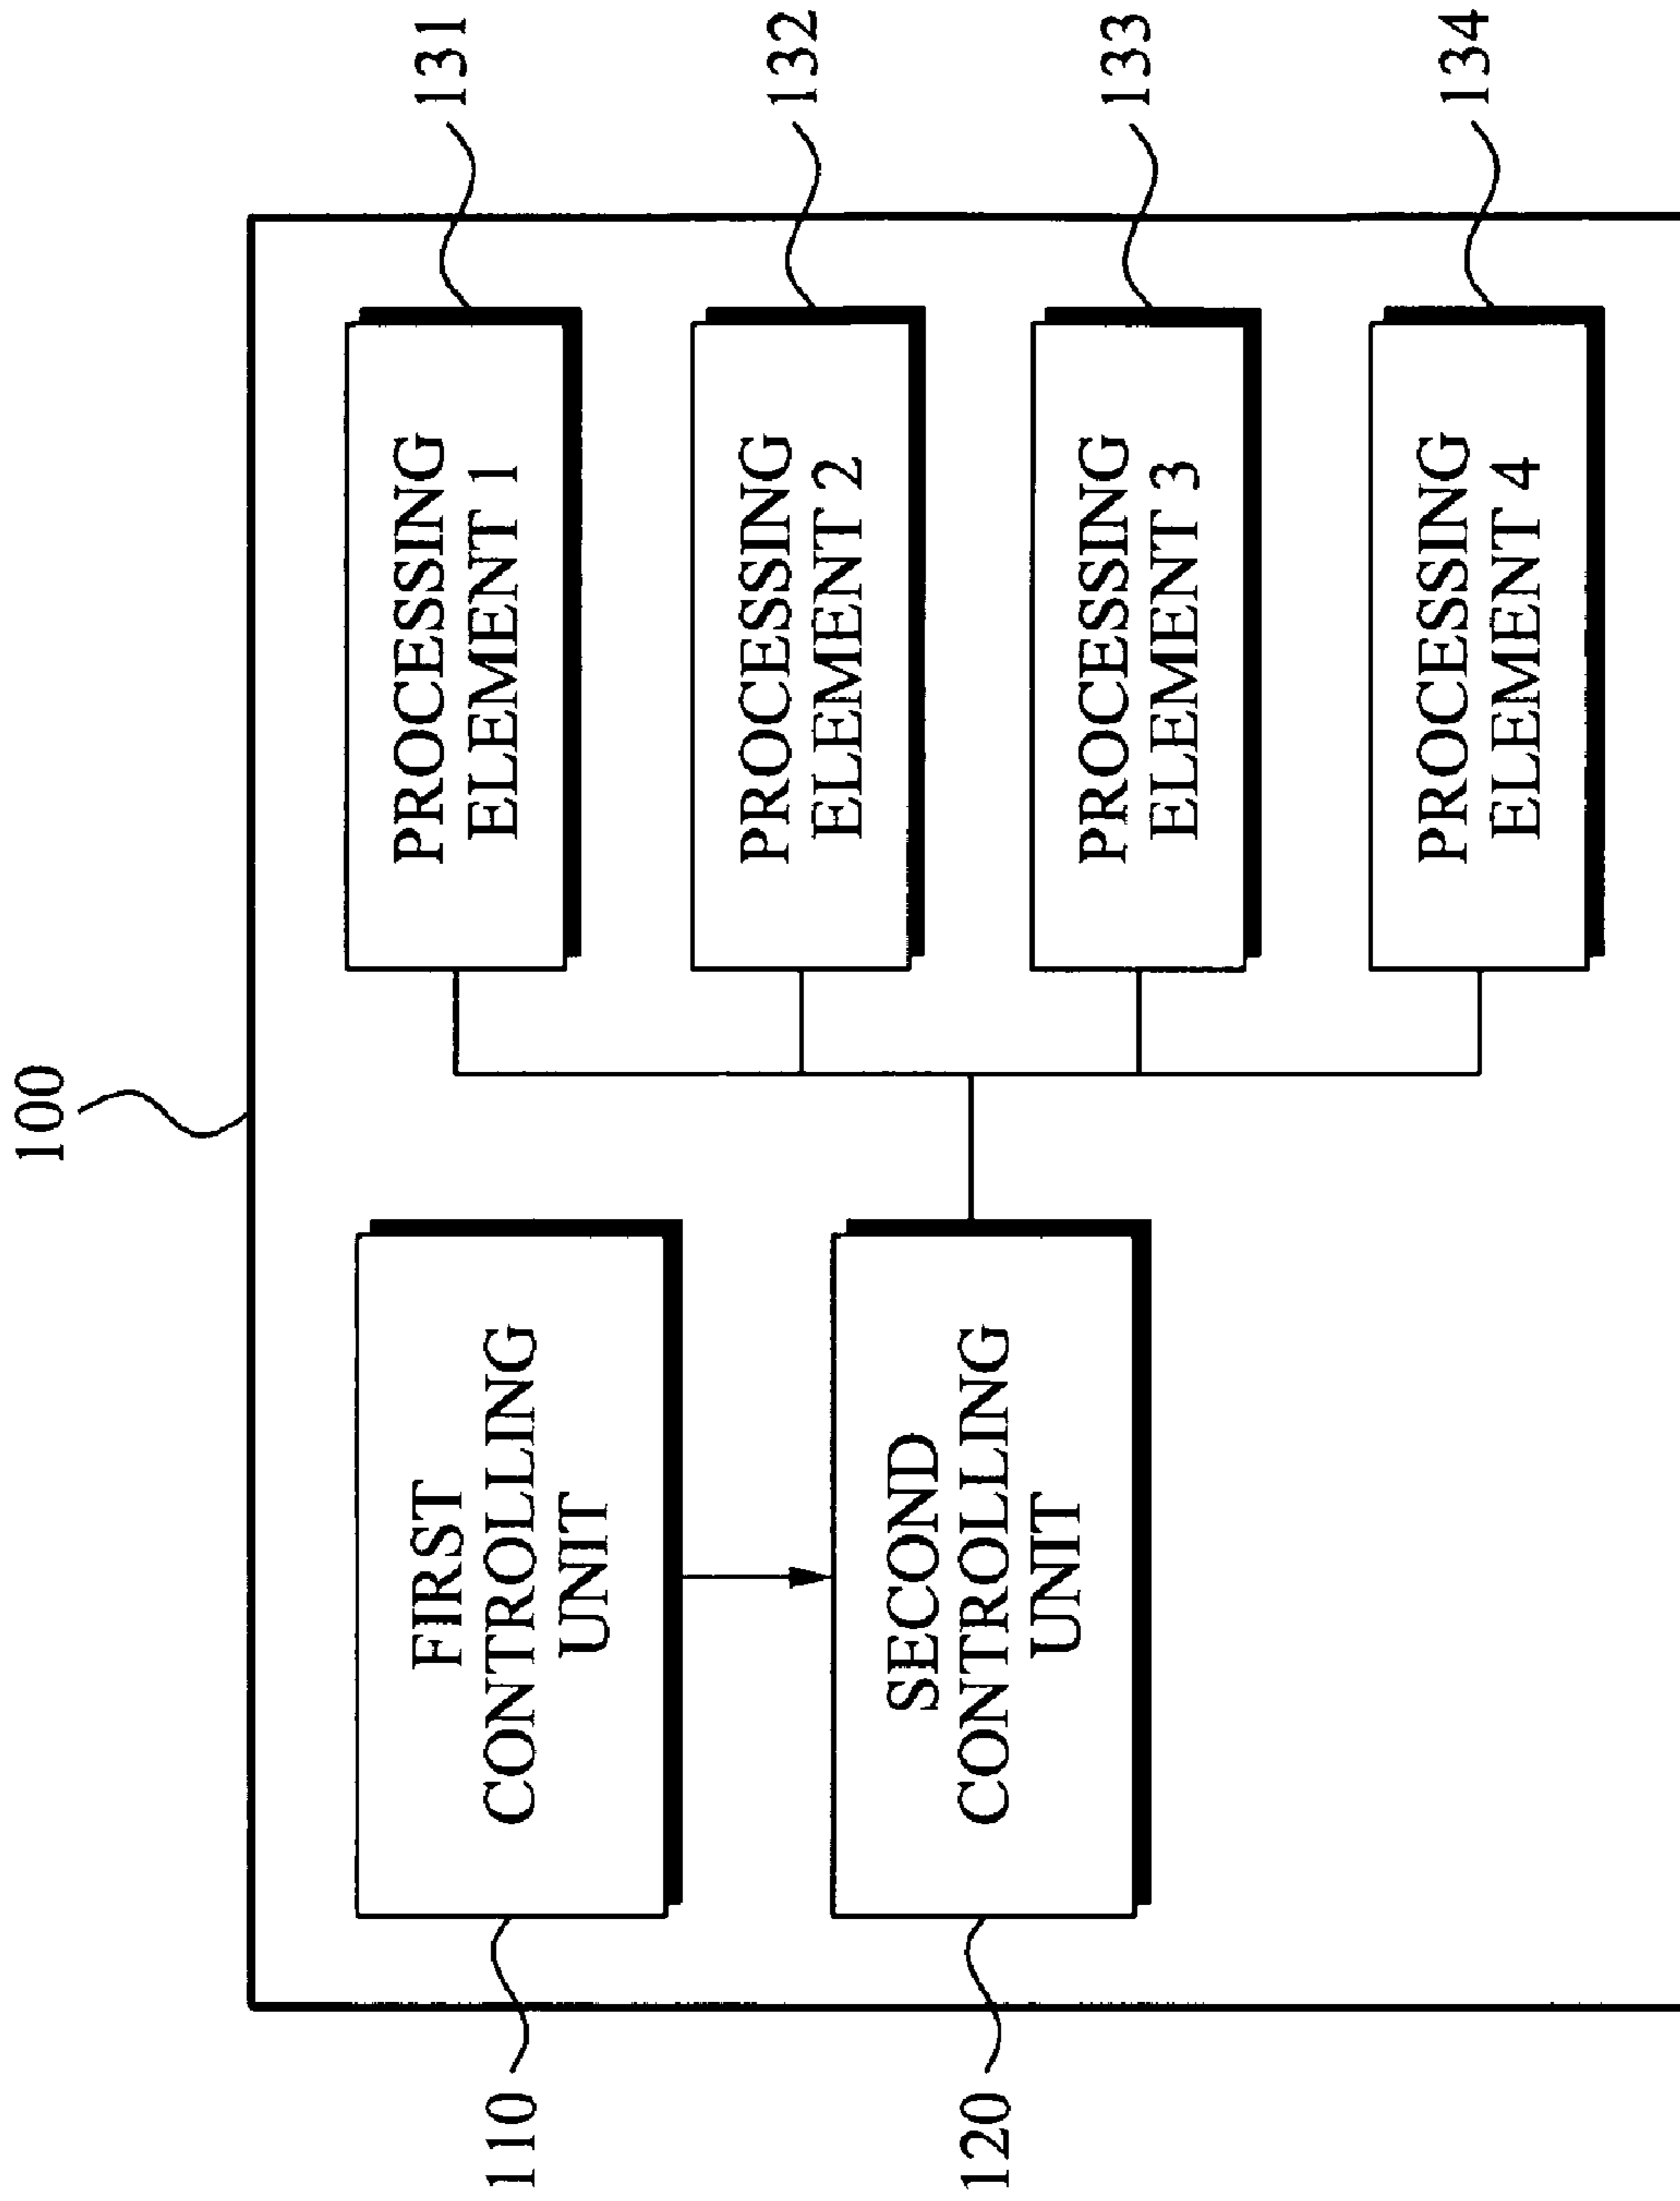 100
110
FIRST
CONTROLLING
UNIT
120
SECOND
CONTROLLING
UNIT
PROCESSING
ELEMENT 1
131
PROCESSING
ELEMENT 2
132
PROCESSING
ELEMENT 3
133
PROCESSING
ELEMENT 4
134